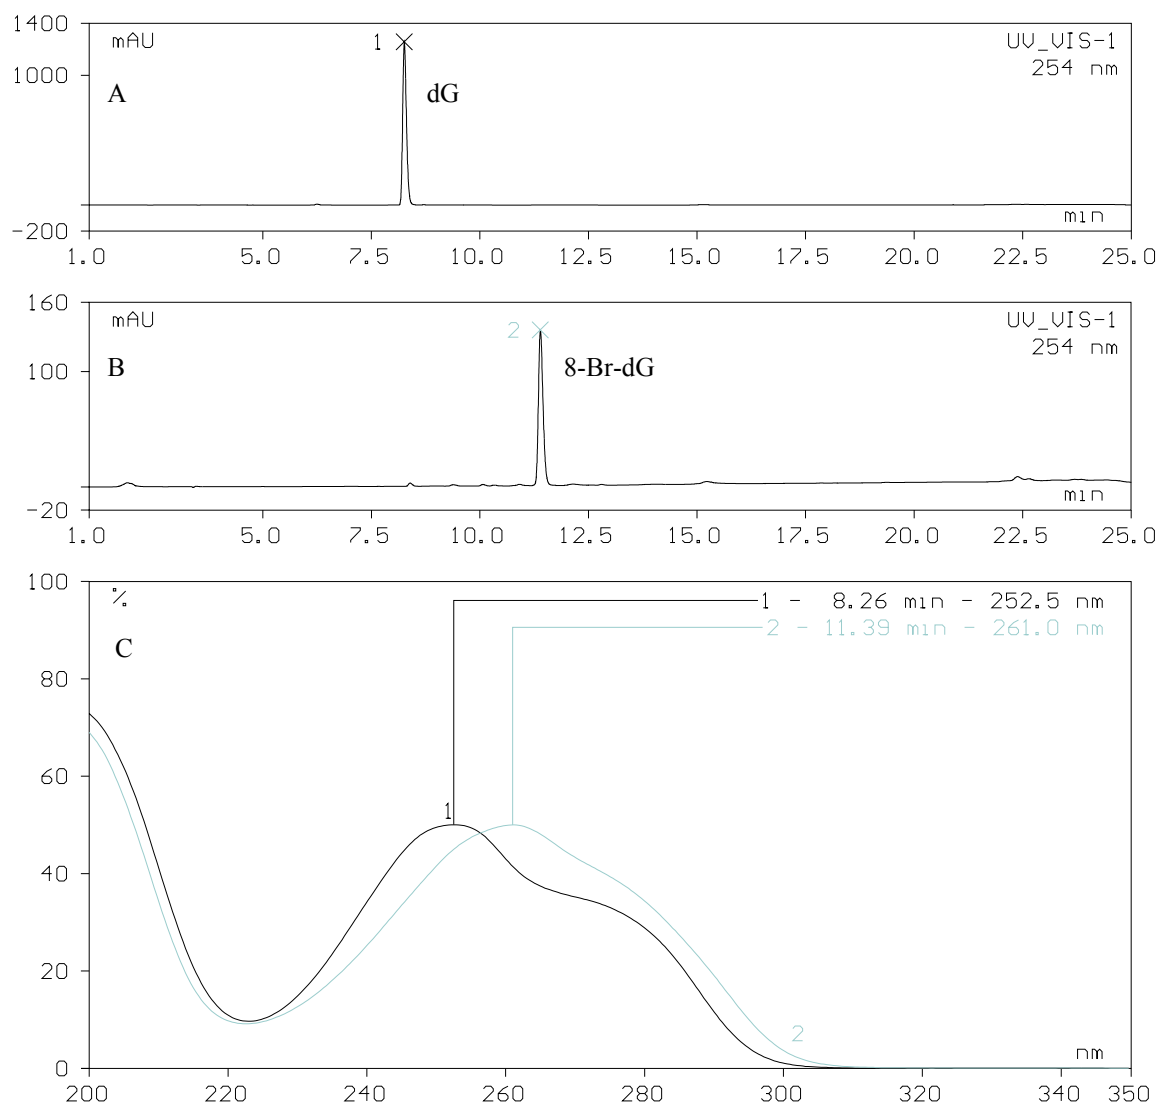 1400
mAU
1
UV_VIS-1
254 nm
1000
A
dG
-200
min
1.0 5.0 7.5 10.0 12.5 15.0 17.5 20.0 22.5 25.0
160
mAU
2
UV_VIS-1
254 nm
100
B
8-Br-dG
-20
min
1.0 5.0 7.5 10.0 12.5 15.0 17.5 20.0 22.5 25.0
100
%
1 - 8.26 min - 252.5 nm
2 - 11.39 min - 261.0 nm
C
80
60
1
40
20
2
nm
0
200 220 240 260 280 300 320 340 350